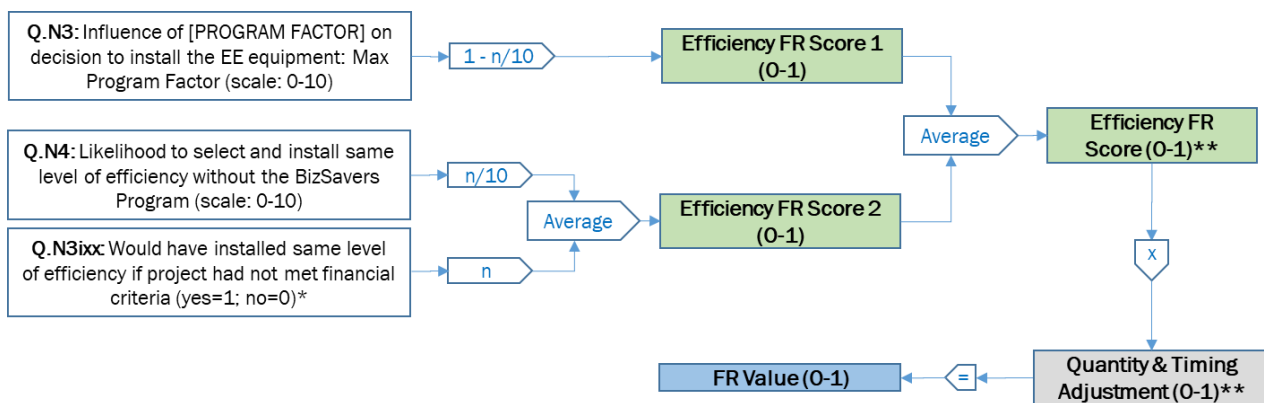 Q.N3: Influence of [PROGRAM FACTOR] on
decision to install the EE equipment: Max
Program Factor (scale: 0-10)
1 - n/10
Efficiency FR Score 1
(0-1)
Average
Efficiency FR
Score (0-1)**
Q.N4: Likelihood to select and install same
level of efficiency without the BizSavers
Program (scale: 0-10)
n/10
Average
Efficiency FR Score 2
(0-1)
Q.N3ixx: Would have installed same level
of efficiency if project had not met financial
criteria (yes=1; no=0)*
n
x
Quantity & Timing
Adjustment (0-1)**
=
FR Value (0-1)